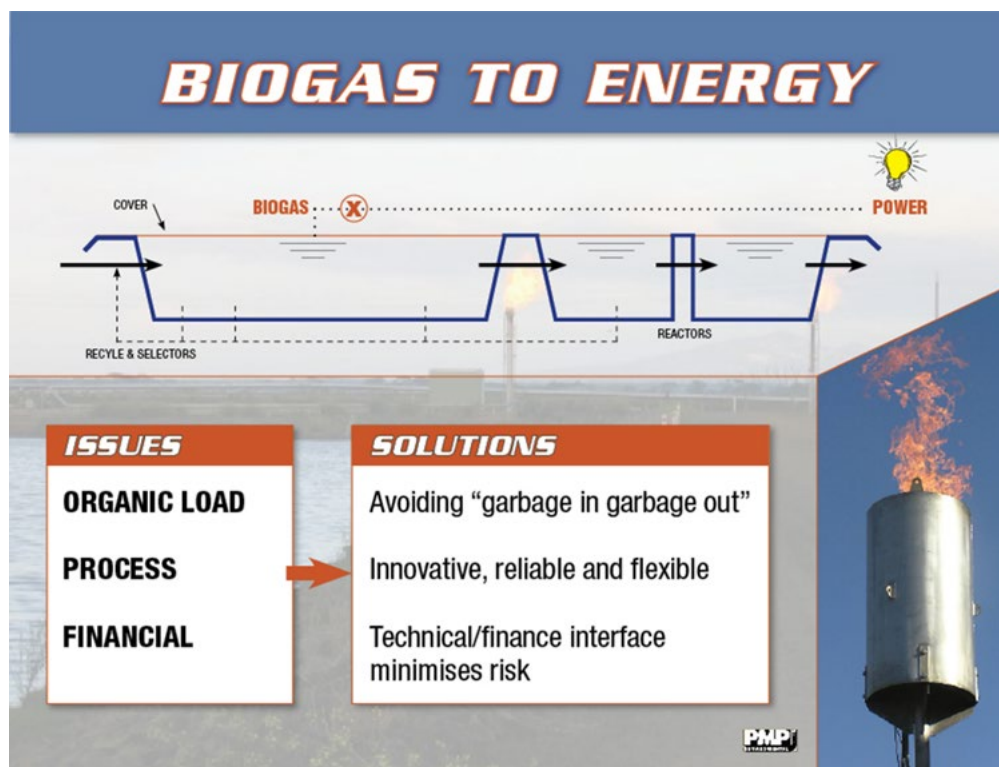 BIOGAS TO ENERGY
COVER
BIOGAS
X
POWER
RECYLE & SELECTORS
REACTORS
ISSUES
ORGANIC LOAD
PROCESS
FINANCIAL
SOLUTIONS
Avoiding “garbage in garbage out”
Innovative, reliable and flexible
Technical/finance interface
minimises risk
PMP